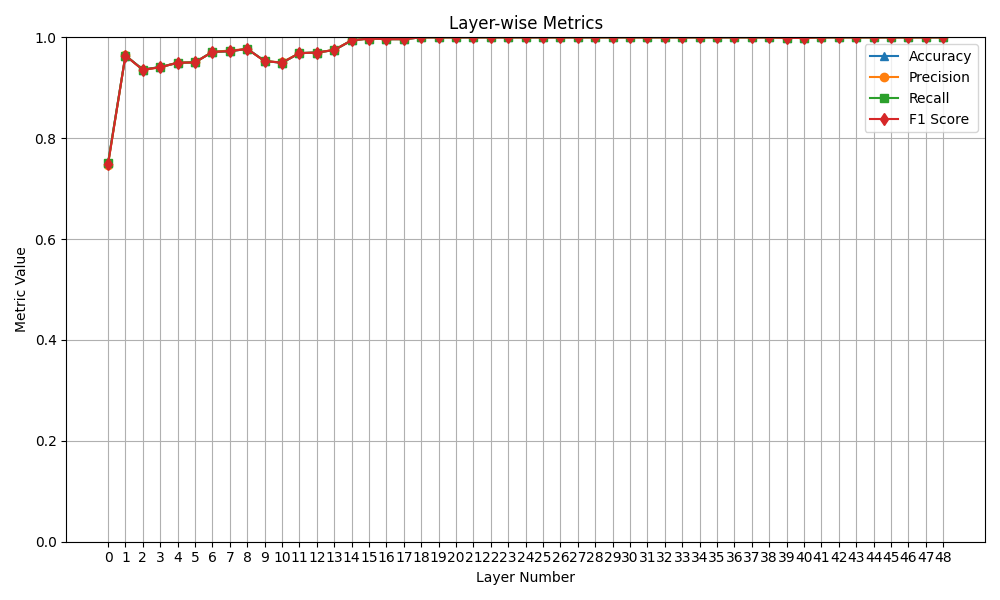 Layer-wise Metrics
Metric Value
1.0
0.8
0.6
0.4
0.2
0.0
Accuracy
Precision
Recall
F1 Score
0 1 2 3 4 5 6 7 8 9 10 11 12 13 14 15 16 17 18 19 20 21 22 23 24 25 26 27 28 29 30 31 32 33 34 35 36 37 38 39 40 41 42 43 44 45 46 47 48
Layer Number